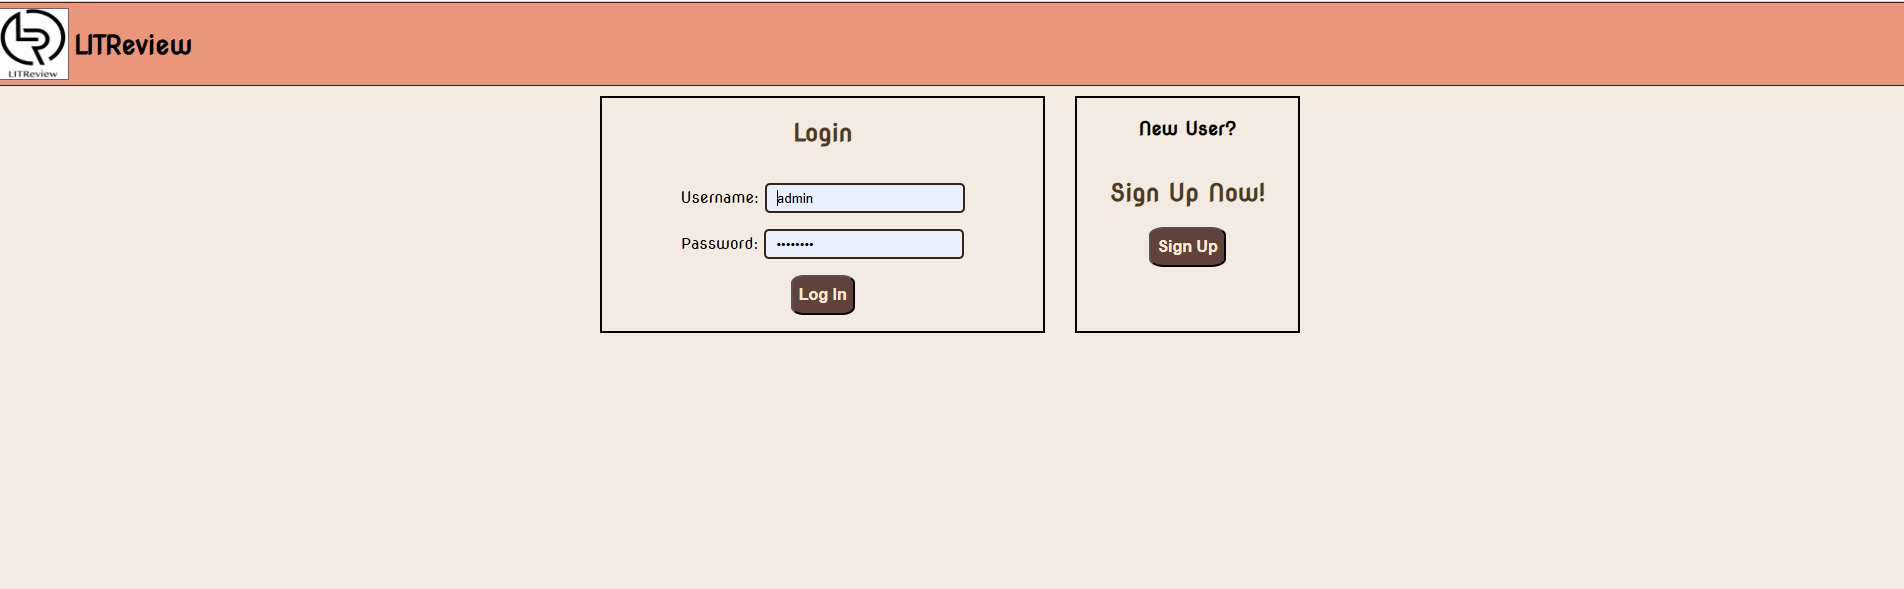 LITReview
LITReview
Login
Username: admin
Password: ••••••••
Log In
New User?
Sign Up Now!
Sign Up